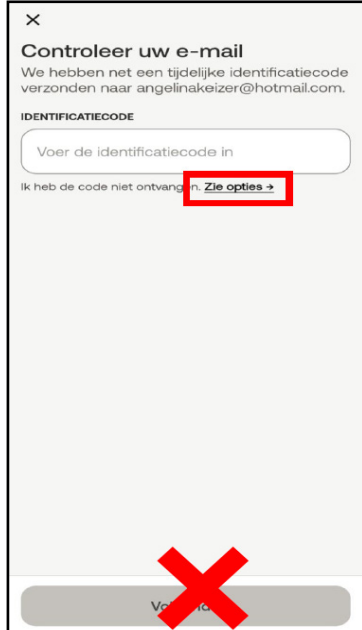 Controleer uw e-mail
We hebben net een tijdelijke identificatiecode
verzonden naar angelinakeizer@hotmail.com.
IDENTIFICATIECODE
Voer de identificatiecode in
Ik heb de code niet ontvangen. Zie opties →